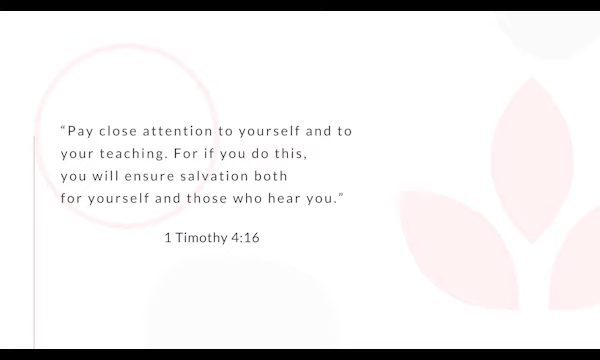 “Pay close attention to yourself and to
your teaching. For if you do this,
you will ensure salvation both
for yourself and those who hear you.”
1 Timothy 4:16